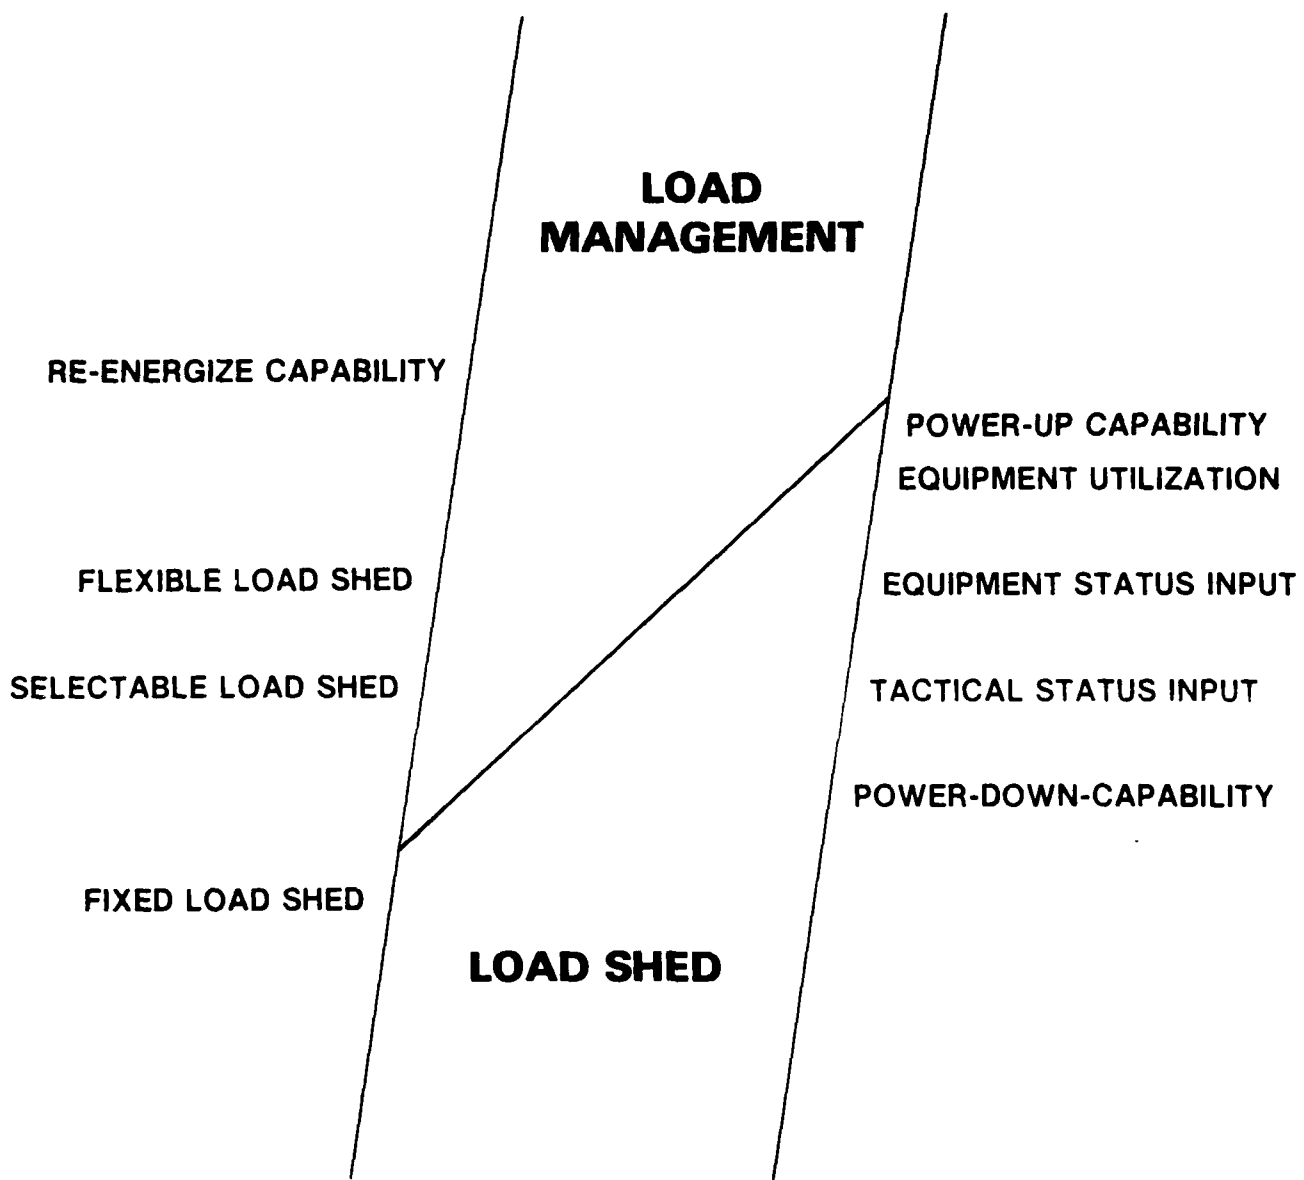 LOAD
MANAGEMENT
RE-ENERGIZE CAPABILITY
POWER-UP CAPABILITY
EQUIPMENT UTILIZATION
FLEXIBLE LOAD SHED
EQUIPMENT STATUS INPUT
SELECTABLE LOAD SHED
TACTICAL STATUS INPUT
POWER-DOWN-CAPABILITY
FIXED LOAD SHED
LOAD SHED